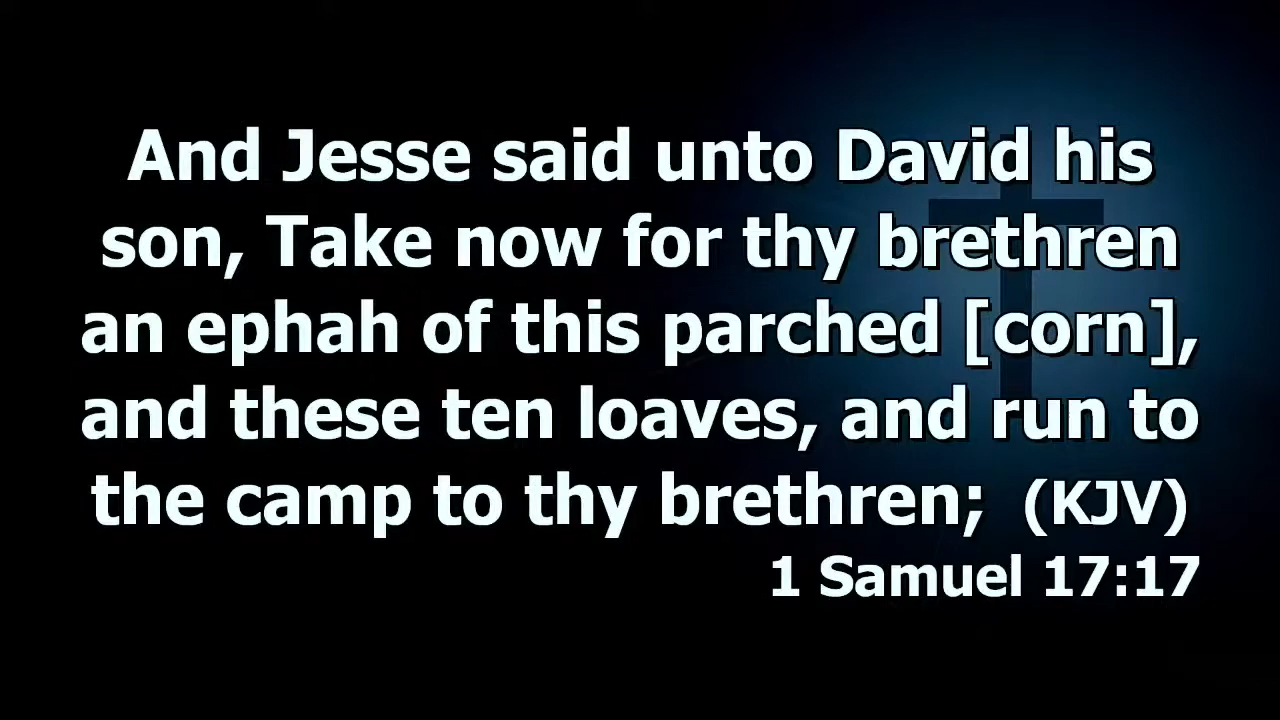 And Jesse said unto David his
son, Take now for thy brethren
an ephah of this parched [corn],
and these ten loaves, and run to
the camp to thy brethren; (KJV)
1 Samuel 17:17